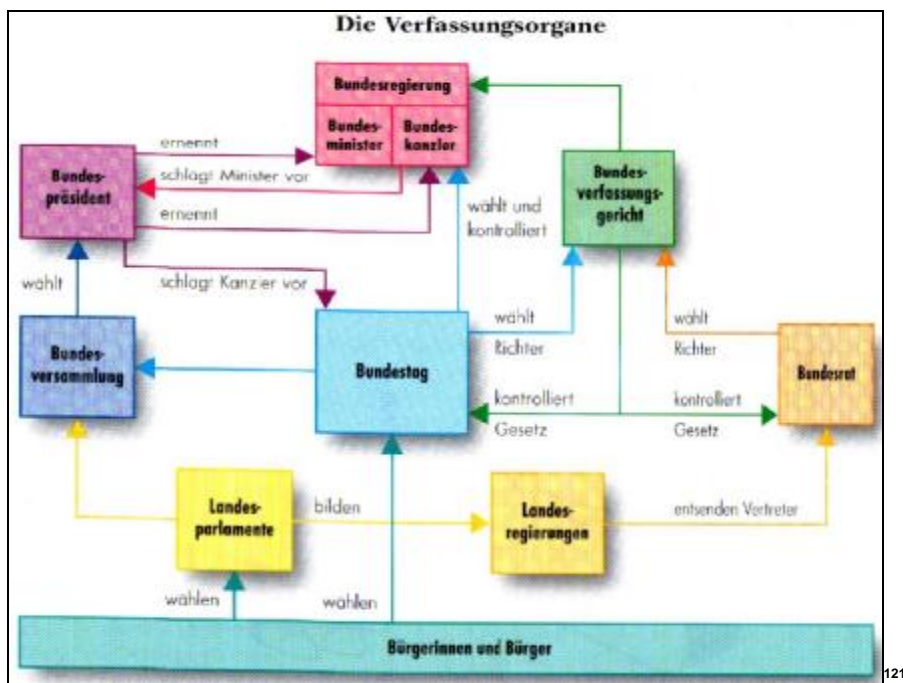 Die Verfassungsorgane
Bundesregierung
Bundes-
minister
Bundes-
kanzler
ernennt
schlägt Minister vor
ernennt
Bundes-
präsident
Bundes-
verfassungs-
gericht
wählt und
kontrolliert
wählt
schlägt Kanzler vor
Bundes-
versammlung
Bundestag
wählt
Richter
wählt
Richter
Bundesrat
kontrolliert
Gesetz
kontrolliert
Gesetz
Landes-
parlamente
bilden
Landes-
regierungen
entsenden Vertreter
wählen
wählen
Bürgerinnen und Bürger
121